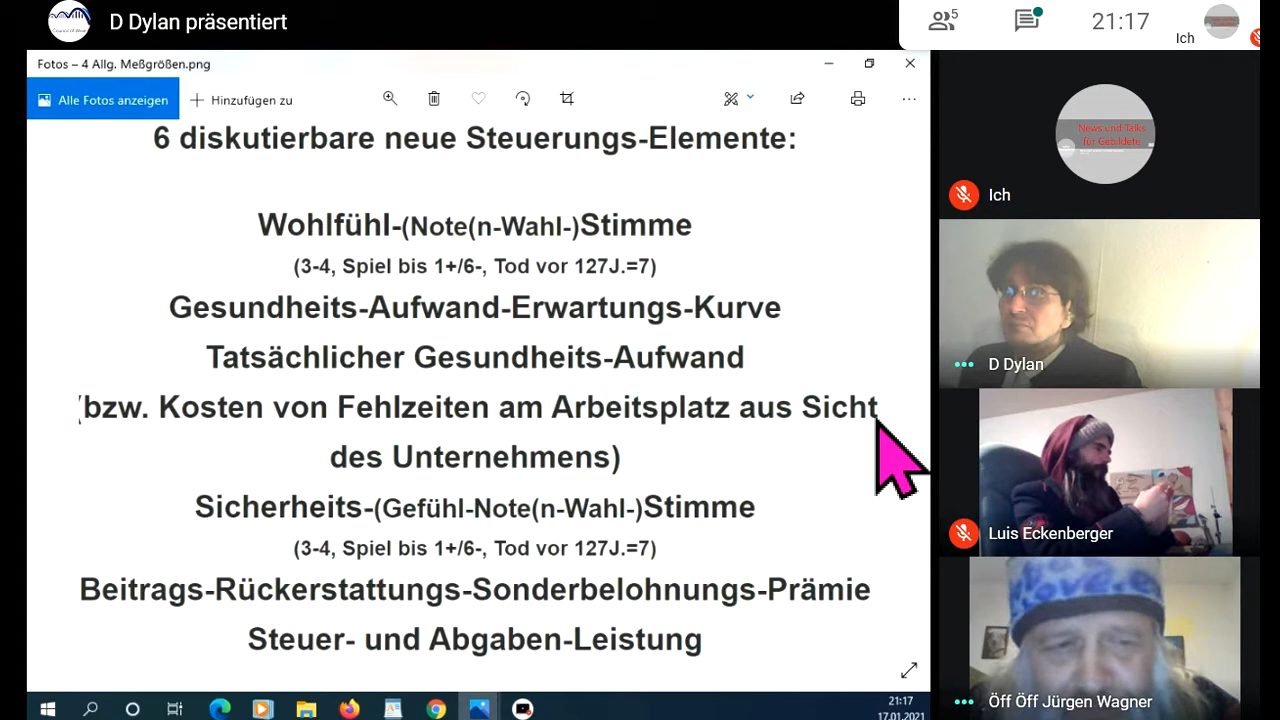 D Dylan präsentiert
5
21:17
Ich
Fotos – 4 Allg. Meßgrößen.png
Alle Fotos anzeigen
Hinzufügen zu
6 diskutierbare neue Steuerungs-Elemente:
Wohlfühl-(Note(n-Wahl-)Stimme
(3-4, Spiel bis 1+/6-, Tod vor 127J.=7)
Gesundheits-Aufwand-Erwartungs-Kurve
Tatsächlicher Gesundheits-Aufwand
(bzw. Kosten von Fehlzeiten am Arbeitsplatz aus Sicht
des Unternehmens)
Sicherheits-(Gefühl-Note(n-Wahl-)Stimme
(3-4, Spiel bis 1+/6-, Tod vor 127J.=7)
Beitrags-Rückerstattungs-Sonderbelohnungs-Prämie
Steuer- und Abgaben-Leistung
21:17
17.01.2021
News und Talks
für Gebildete
Ich
D Dylan
Luis Eckenberger
Öff Öff Jürgen Wagner